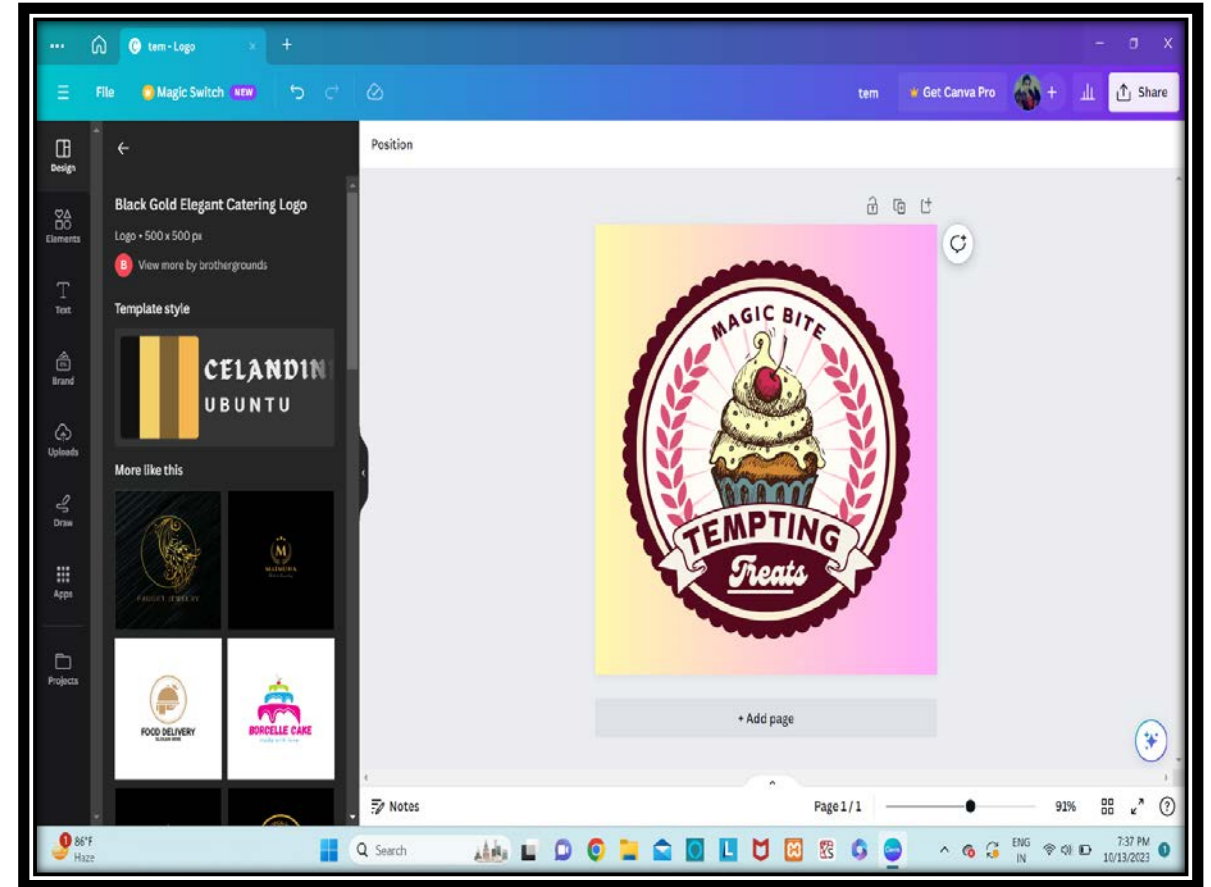 tem - Logo
File
Magic Switch NEW
tem
Get Canva Pro
Share
Design
Elements
Text
Brand
Uploads
Draw
Apps
Projects
Black Gold Elegant Catering Logo
Logo • 500 x 500 px
B View more by brothergrounds
Template style
CELANDIN
UBUNTU
More like this
M
FOOD DELIVERY
BORCELLE CAKE
Position
MAGIC BITE
TEMPTING
Treats
+ Add page
Notes
Page 1 / 1
91%
1
86°F
Haze
Search
L
ENG
IN
7:37 PM
10/13/2023